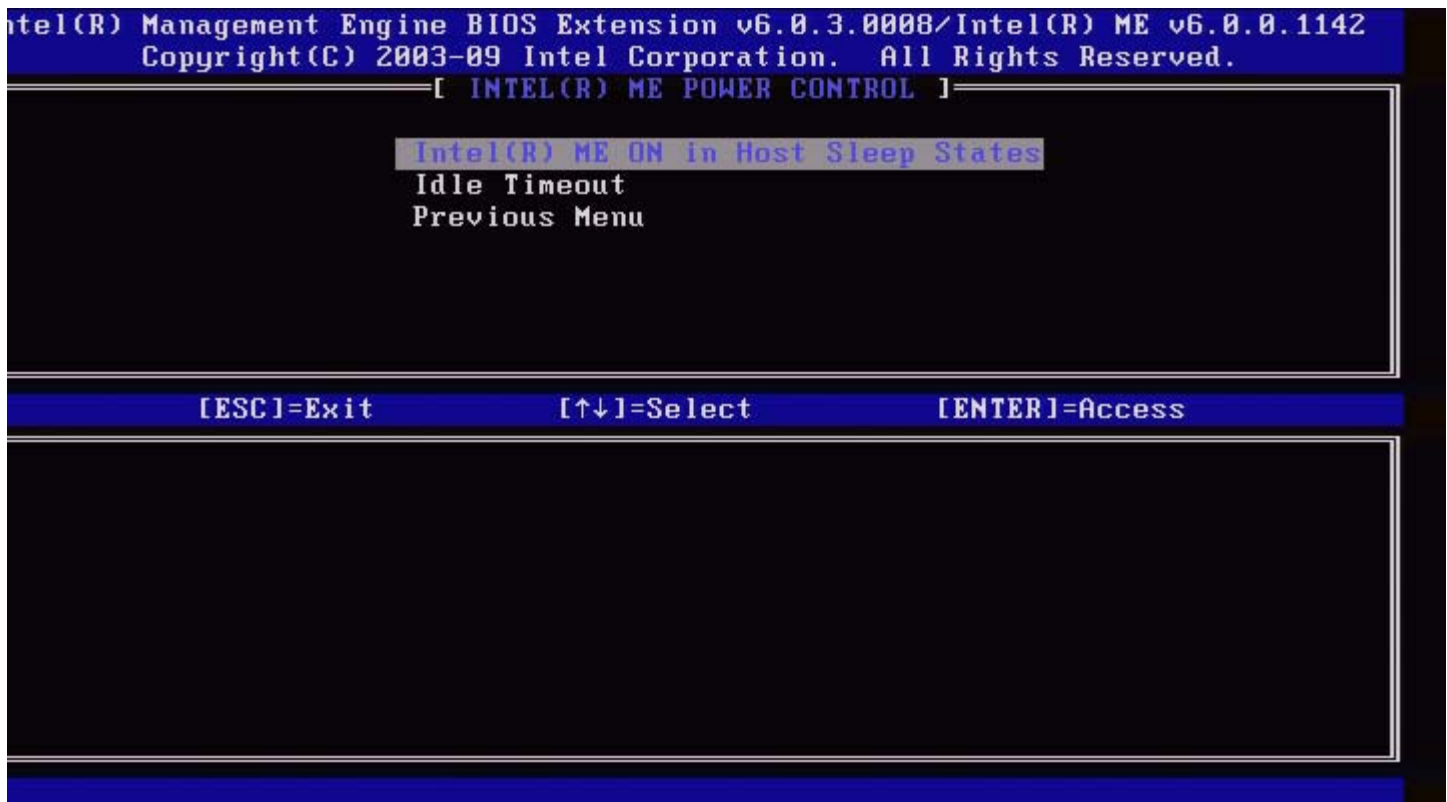 ntel(R) Management Engine BIOS Extension v6.0.3.0008/Intel(R) ME v6.0.0.1142
Copyright(C) 2003-09 Intel Corporation. All Rights Reserved.
[ INTEL(R) ME POWER CONTROL ]
Intel(R) ME ON in Host Sleep States
Idle Timeout
Previous Menu
[ESC]=Exit [↑↓]=Select [ENTER]=Access